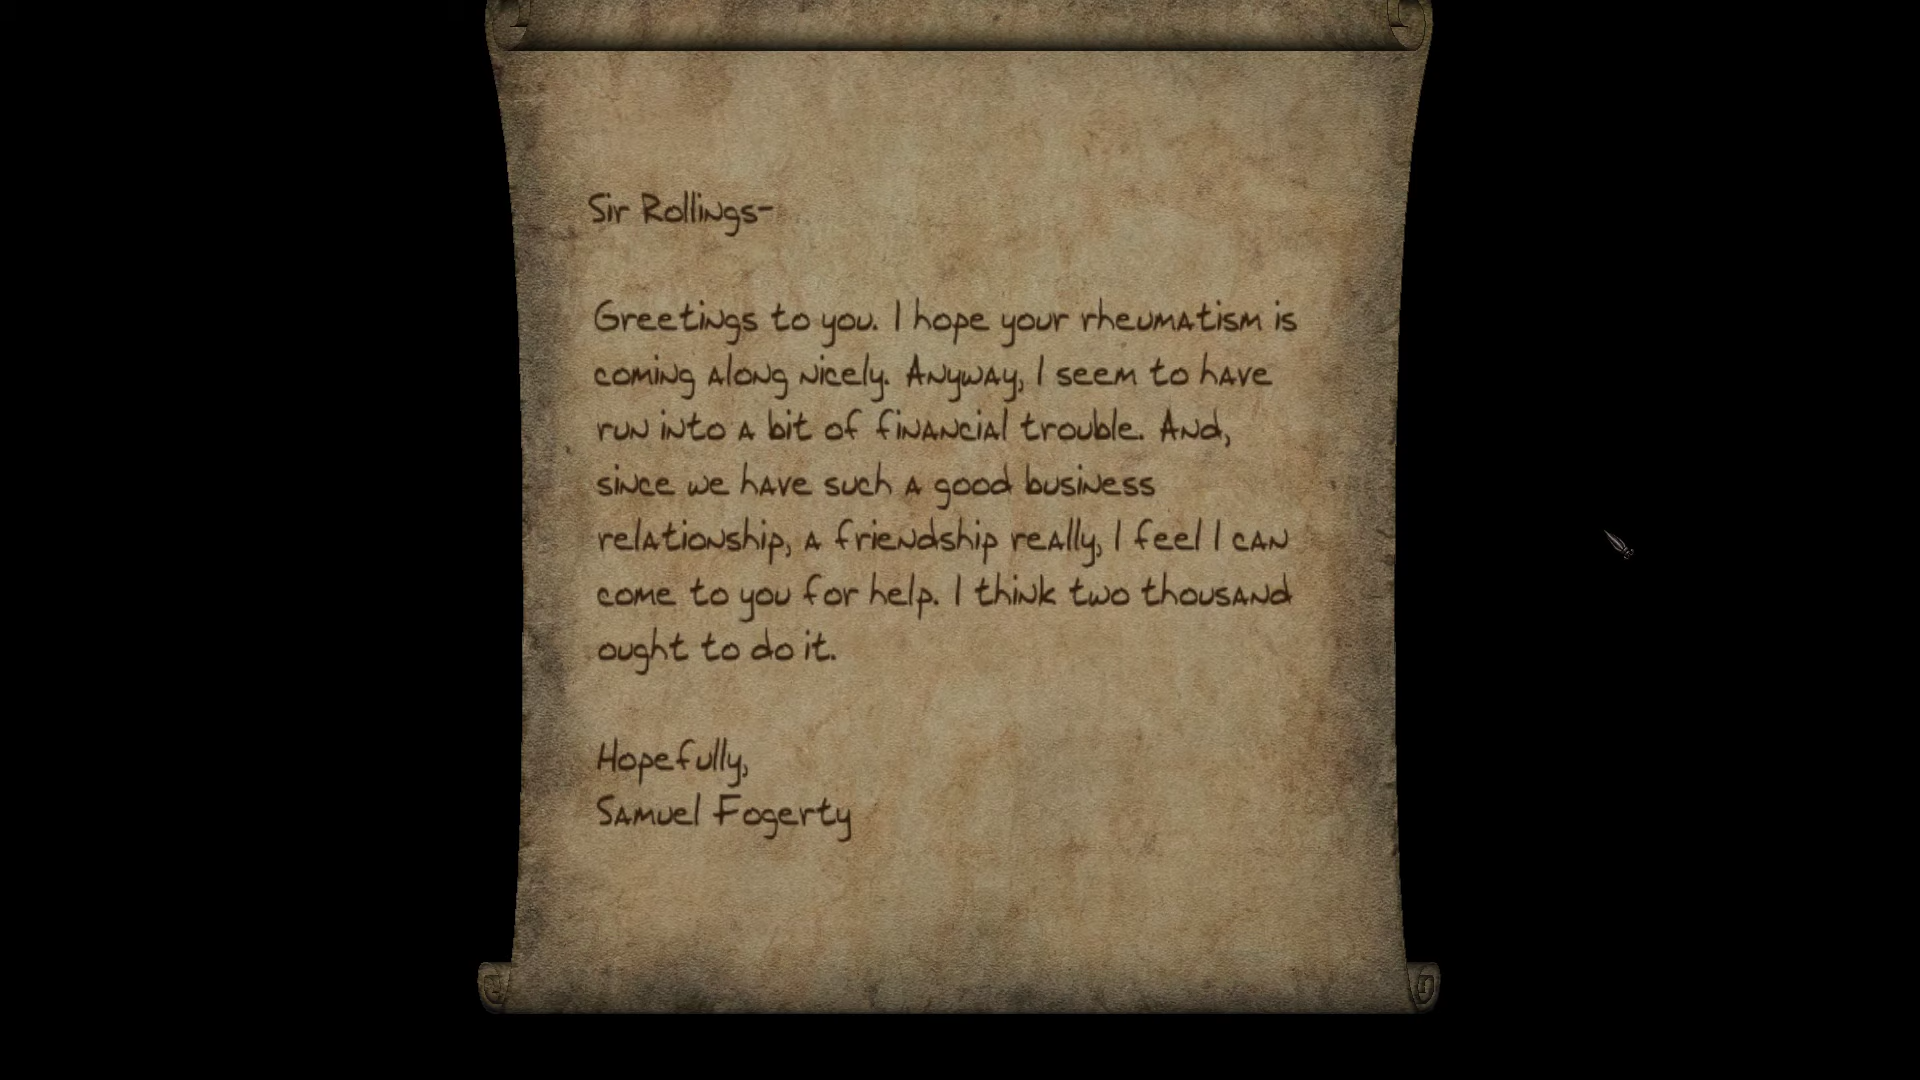 Sir Rollings-
Greetings to you. I hope your rheumatism is
coming along nicely. Anyway, I seem to have
run into a bit of financial trouble. And,
since we have such a good business
relationship, a friendship really, I feel I can
come to you for help. I think two thousand
ought to do it.
Hopefully,
Samuel Fogerty